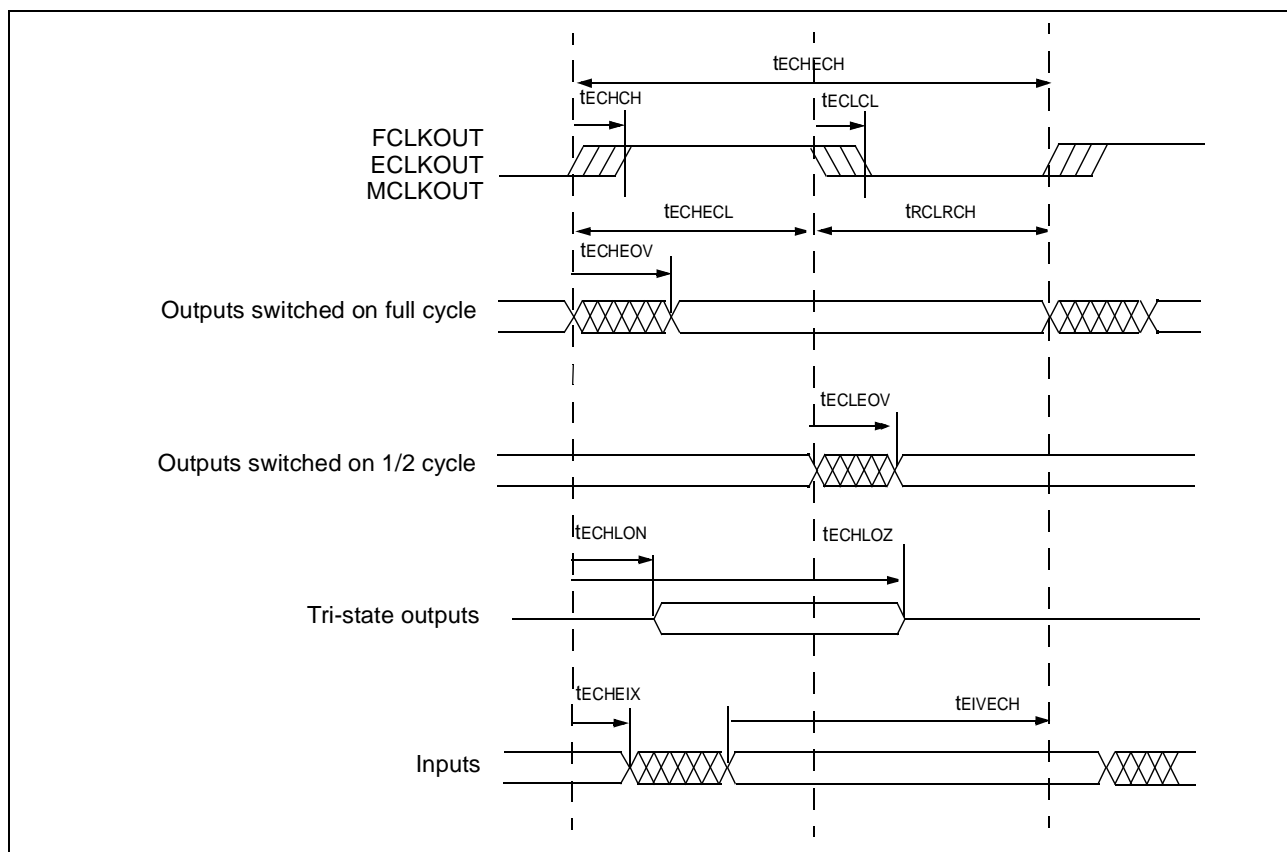 tECHECH
tECHCH
tECLCL
FCLKOUT
ECLKOUT
MCLKOUT
tECHECL
tRCLRCH
tECHEOV
Outputs switched on full cycle
tECLEOV
Outputs switched on 1/2 cycle
tECHLON
tECHLOZ
Tri-state outputs
tECHEIX
tEIVECH
Inputs